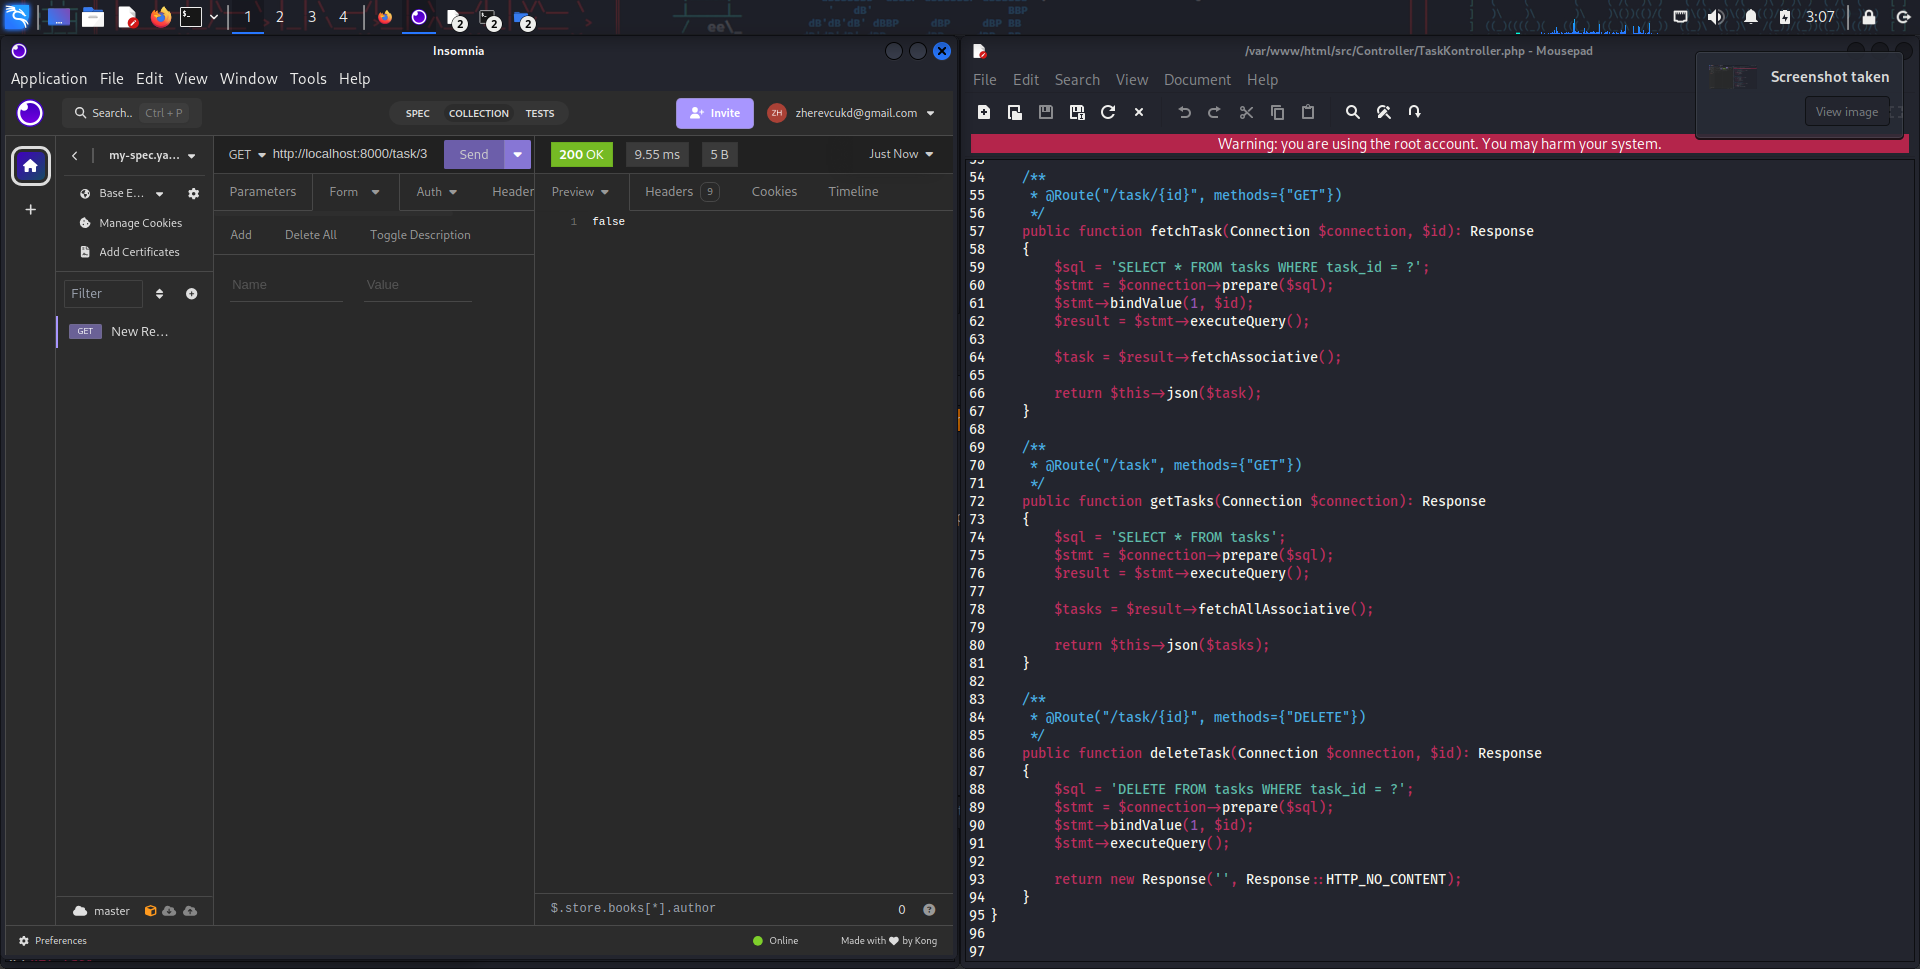 1 2 3 4
2 2 2
3:07
Insomnia
Application File Edit View Window Tools Help
Search.. Ctrl + P
SPEC COLLECTION TESTS
Invite
ZH zherevcukd@gmail.com
my-spec.ya...
GET http://localhost:8000/task/3 Send
200 OK 9.55 ms 5 B Just Now
Base E...
Manage Cookies
Add Certificates
Parameters Form Auth Header
Preview Headers 9 Cookies Timeline
Add Delete All Toggle Description
1 false
Filter
Name Value
GET New Re...
master
$.store.books[*].author 0
Preferences
Online Made with by Kong
/var/www/html/src/Controller/TaskKontroller.php - Mousepad
File Edit Search View Document Help
Screenshot taken
View image
Warning: you are using the root account. You may harm your system.
53
54 /**
55 * @Route("/task/{id}", methods={"GET"})
56 */
57 public function fetchTask(Connection $connection, $id): Response
58 {
59 $sql = 'SELECT * FROM tasks WHERE task_id = ?';
60 $stmt = $connection->prepare($sql);
61 $stmt->bindValue(1, $id);
62 $result = $stmt->executeQuery();
63
64 $task = $result->fetchAssociative();
65
66 return $this->json($task);
67 }
68
69 /**
70 * @Route("/task", methods={"GET"})
71 */
72 public function getTasks(Connection $connection): Response
73 {
74 $sql = 'SELECT * FROM tasks';
75 $stmt = $connection->prepare($sql);
76 $result = $stmt->executeQuery();
77
78 $tasks = $result->fetchAllAssociative();
79
80 return $this->json($tasks);
81 }
82
83 /**
84 * @Route("/task/{id}", methods={"DELETE"})
85 */
86 public function deleteTask(Connection $connection, $id): Response
87 {
88 $sql = 'DELETE FROM tasks WHERE task_id = ?';
89 $stmt = $connection->prepare($sql);
90 $stmt->bindValue(1, $id);
91 $stmt->executeQuery();
92
93 return new Response('', Response::HTTP_NO_CONTENT);
94 }
95 }
96
97